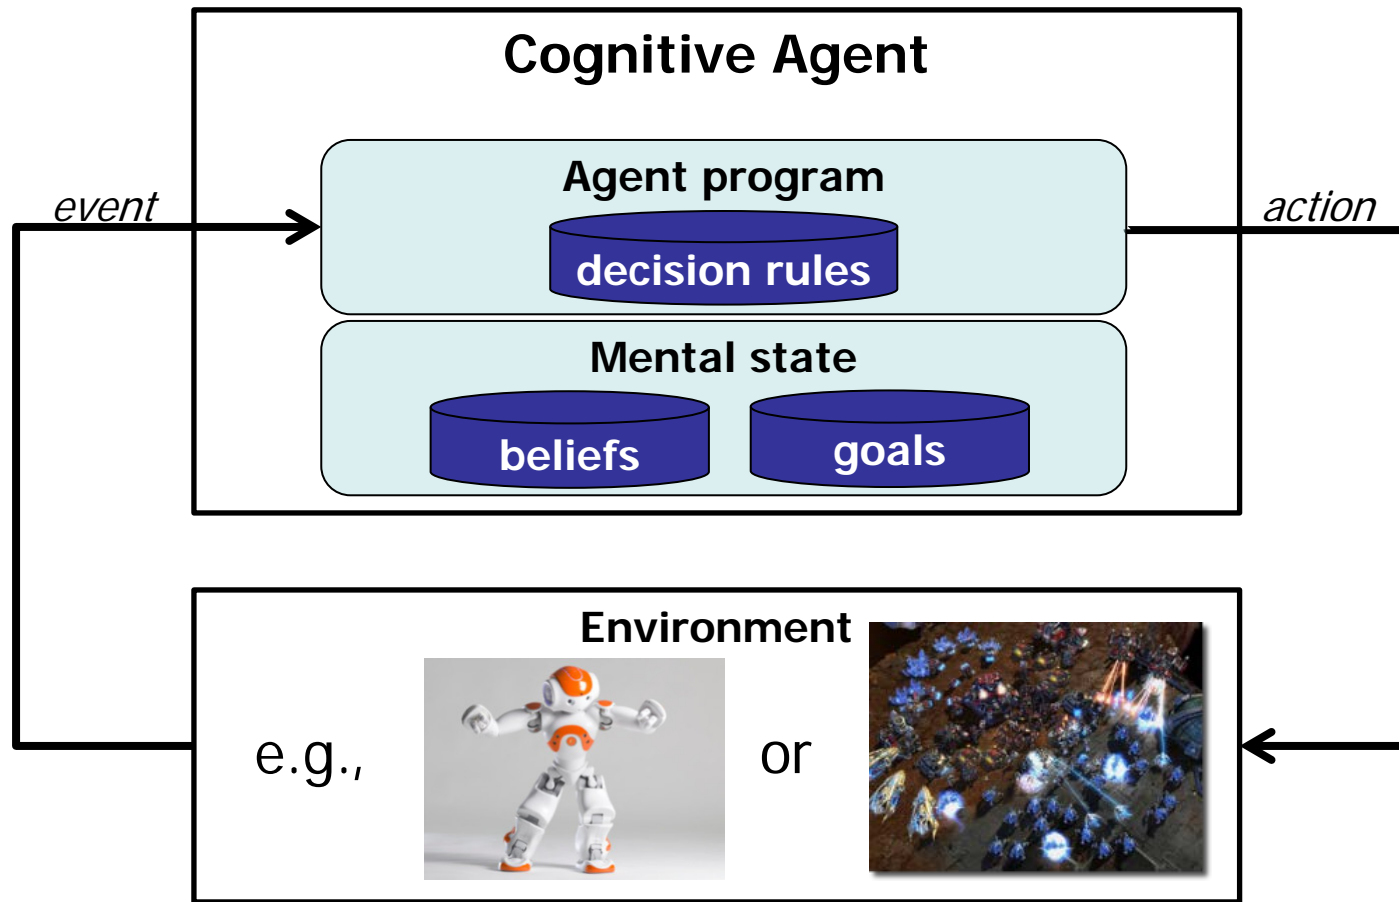 Cognitive Agent
Agent program
event
action
decision rules
Mental state
beliefs
goals
Environment
e.g.,
or